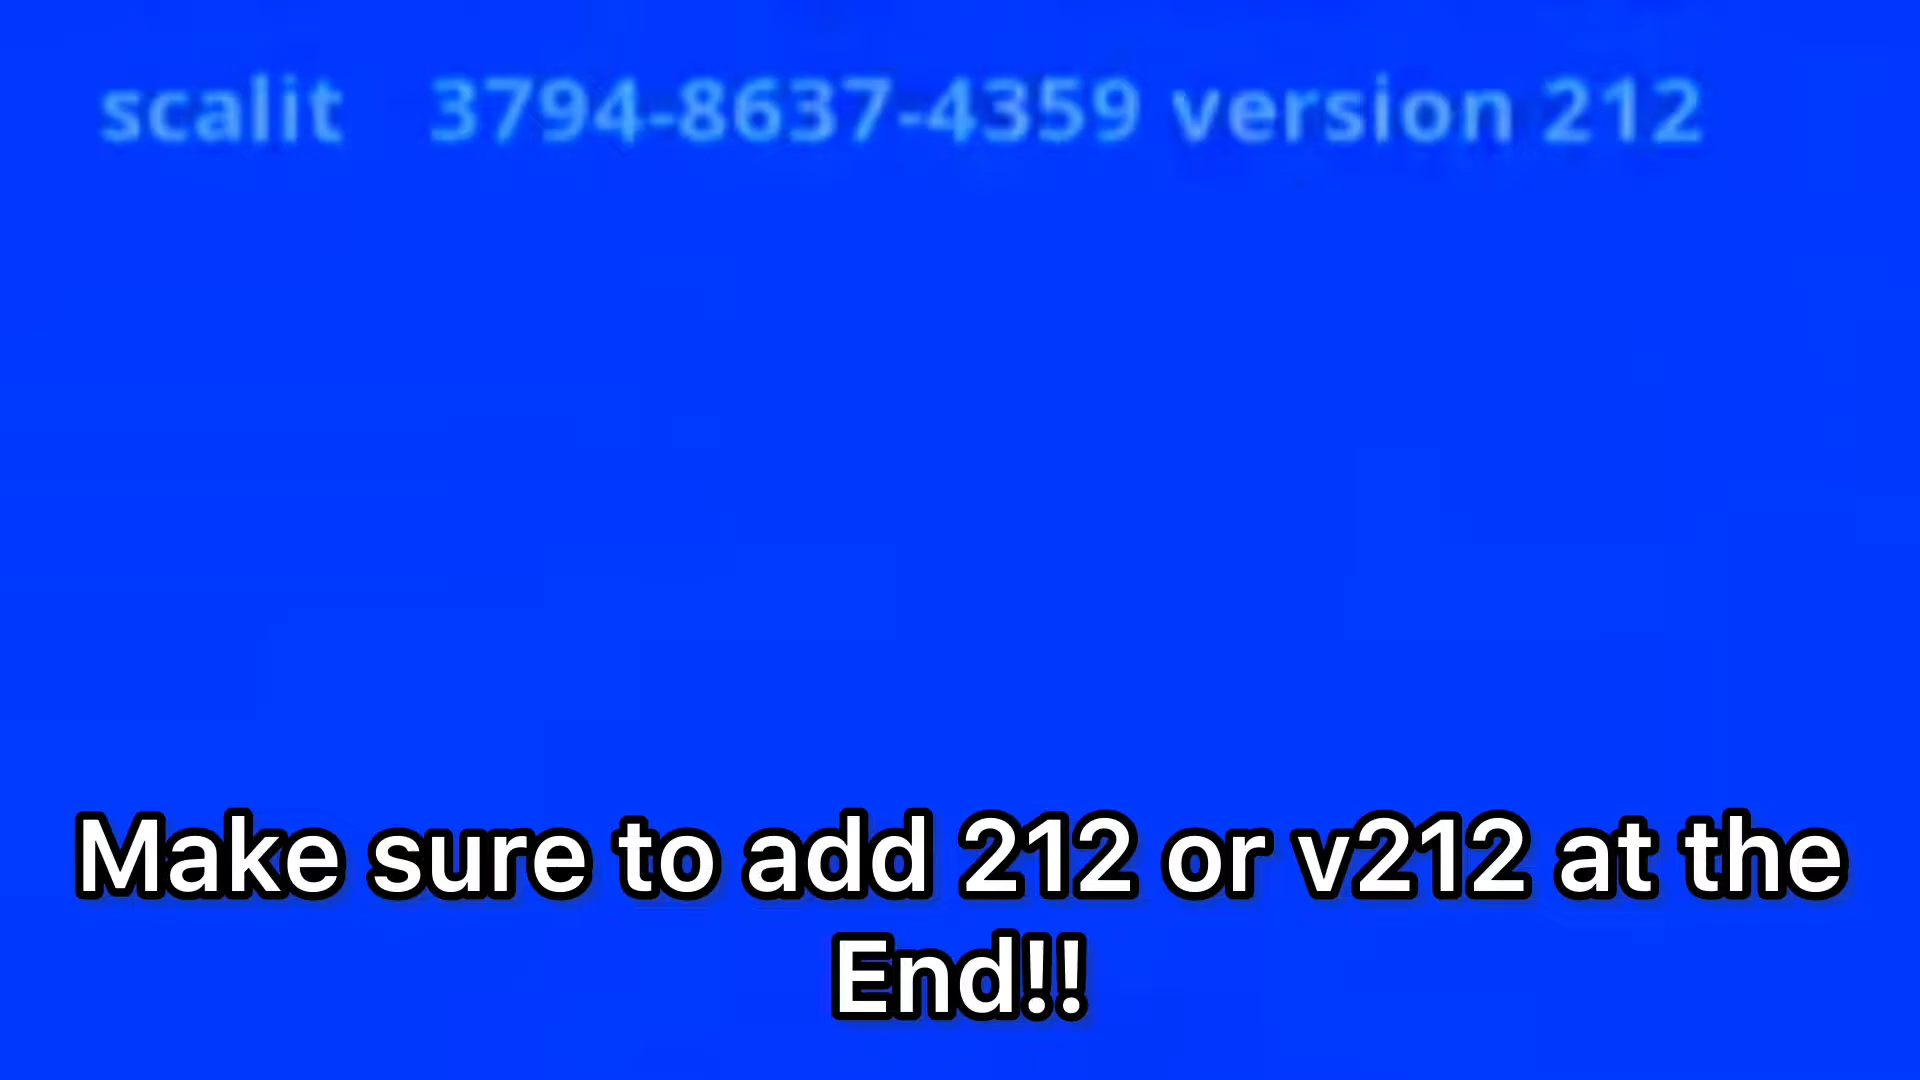 scalit 3794-8637-4359 version 212
Make sure to add 212 or v212 at the
End!!